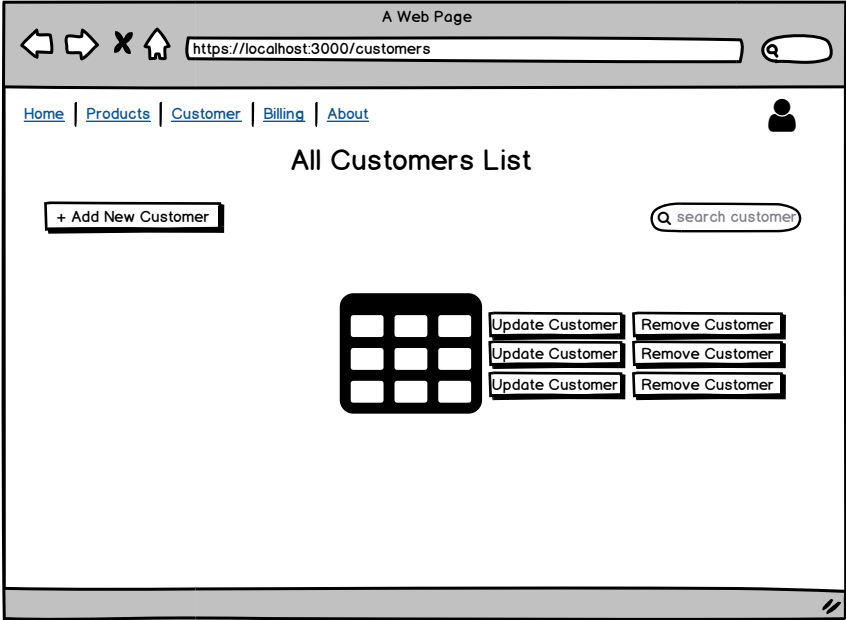 A Web Page
https://localhost:3000/customers
Home Products Customer Billing About
All Customers List
+ Add New Customer
search customer
Update Customer Remove Customer
Update Customer Remove Customer
Update Customer Remove Customer